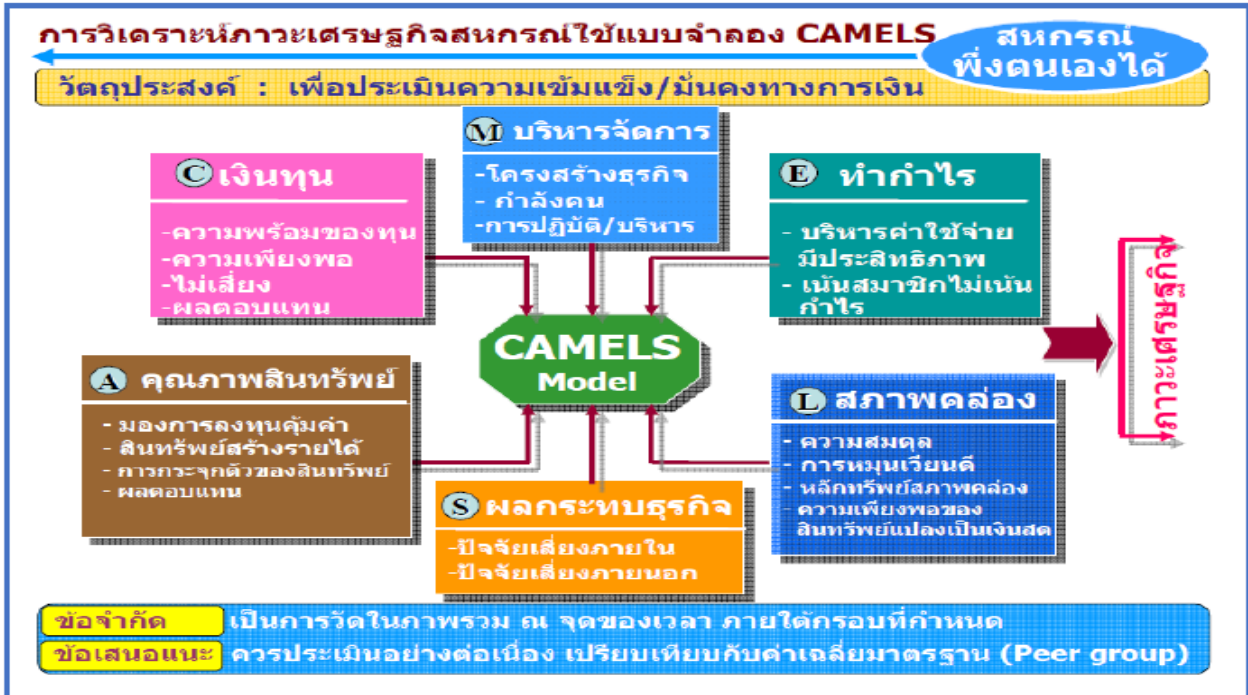 การวิเคราะห์ภาวะเศรษฐกิจสหกรณ์ใช้แบบจำลอง CAMELS
สหกรณ์
พึ่งตนเองได้
วัตถุประสงค์ : เพื่อประเมินความเข้มแข็ง/มั่นคงทางการเงิน
M บริหารจัดการ
-โครงสร้างธุรกิจ
- กำลังคน
-การปฏิบัติ/บริหาร
C เงินทุน
-ความพร้อมของทุน
-ความเพียงพอ
-ไม่เสี่ยง
-ผลตอบแทน
E ทำกำไร
- บริหารค่าใช้จ่าย
มีประสิทธิภาพ
- เน้นสมาชิกไม่เน้น
กำไร
CAMELS
Model
ภาวะเศรษฐกิจ
A คุณภาพสินทรัพย์
- มองการลงทุนคุ้มค่า
- สินทรัพย์สร้างรายได้
- การกระจุกตัวของสินทรัพย์
- ผลตอบแทน
L สภาพคล่อง
- ความสมดุล
- การหมุนเวียนดี
- หลักทรัพย์สภาพคล่อง
- ความเพียงพอของ
สินทรัพย์แปลงเป็นเงินสด
S ผลกระทบธุรกิจ
-ปัจจัยเสี่ยงภายใน
-ปัจจัยเสี่ยงภายนอก
ข้อจำกัด เป็นการวัดในภาพรวม ณ จุดของเวลา ภายใต้กรอบที่กำหนด
ข้อเสนอแนะ ควรประเมินอย่างต่อเนื่อง เปรียบเทียบกับค่าเฉลี่ยมาตรฐาน (Peer group)